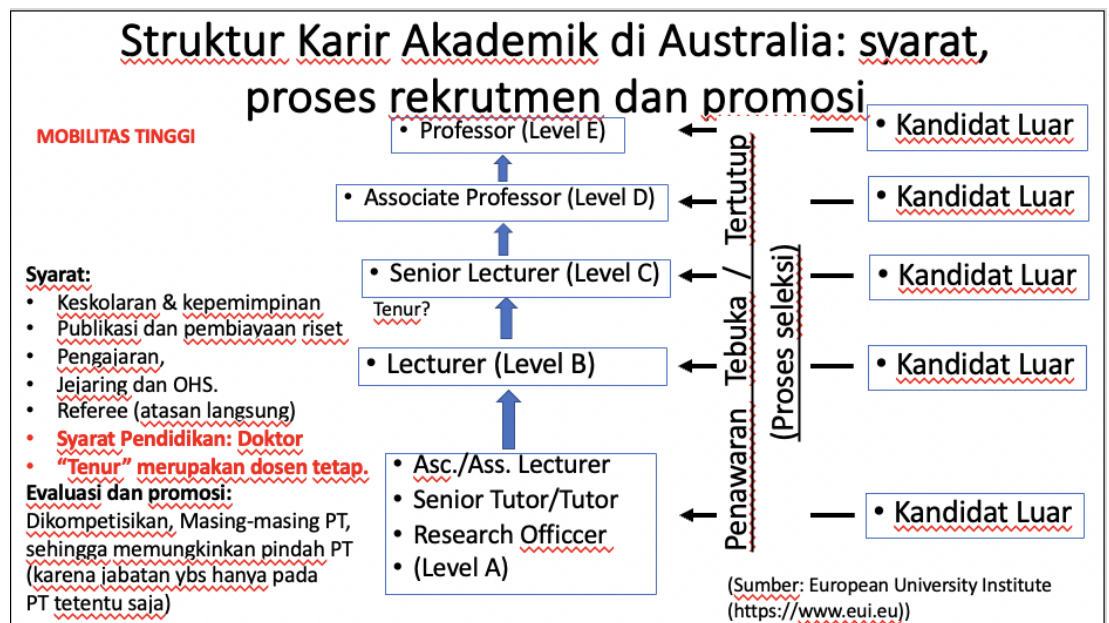 Struktur Karir Akademik di Australia: syarat,
proses rekrutmen dan promosi
MOBILITAS TINGGI
• Professor (Level E)
• Associate Professor (Level D)
• Senior Lecturer (Level C)
Tenur?
• Lecturer (Level B)
• Asc./Ass. Lecturer
• Senior Tutor/Tutor
• Research Officcer
• (Level A)
Penawaran Tebuka / Tertutup
(Proses seleksi)
• Kandidat Luar
• Kandidat Luar
• Kandidat Luar
• Kandidat Luar
• Kandidat Luar
Syarat:
• Keskolaran & kepemimpinan
• Publikasi dan pembiayaan riset
• Pengajaran,
• Jejaring dan OHS.
• Referee (atasan langsung)
• Syarat Pendidikan: Doktor
• “Tenur” merupakan dosen tetap.
Evaluasi dan promosi:
Dikompetisikan, Masing-masing PT,
sehingga memungkinkan pindah PT
(karena jabatan ybs hanya pada
PT tetentu saja)
(Sumber: European University Institute
(https://www.eui.eu))